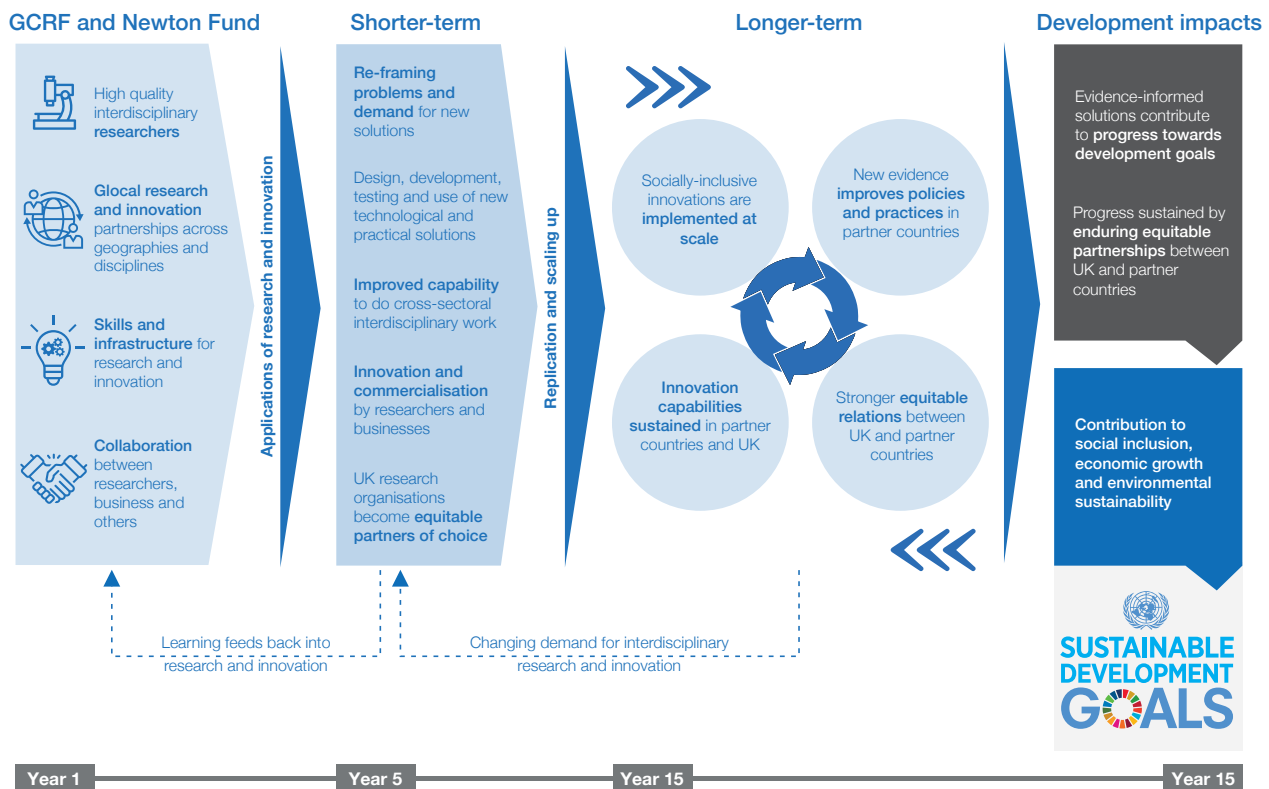 GCRF and Newton Fund
High quality
interdisciplinary
researchers
Glocal research
and innovation
partnerships across
geographies and
disciplines
Skills and
infrastructure for
research and
innovation
Collaboration
between
researchers,
business and
others
Applications of research and innovation
Shorter-term
Re-framing
problems and
demand for new
solutions
Design, development,
testing and use of new
technological and
practical solutions
Improved capability
to do cross-sectoral
interdisciplinary work
Innovation and
commercialisation
by researchers and
businesses
UK research
organisations
become equitable
partners of choice
Replication and scaling up
Longer-term
Socially-inclusive
innovations are
implemented at
scale
New evidence
improves policies
and practices in
partner countries
Innovation
capabilities
sustained in partner
countries and UK
Stronger equitable
relations between
UK and partner
countries
Development impacts
Evidence-informed
solutions contribute
to progress towards
development goals
Progress sustained by
enduring equitable
partnerships between
UK and partner
countries
Contribution to
social inclusion,
economic growth
and environmental
sustainability
SUSTAINABLE
DEVELOPMENT
GOALS
Learning feeds back into
research and innovation
Changing demand for interdisciplinary
research and innovation
Year 1
Year 5
Year 15
Year 15